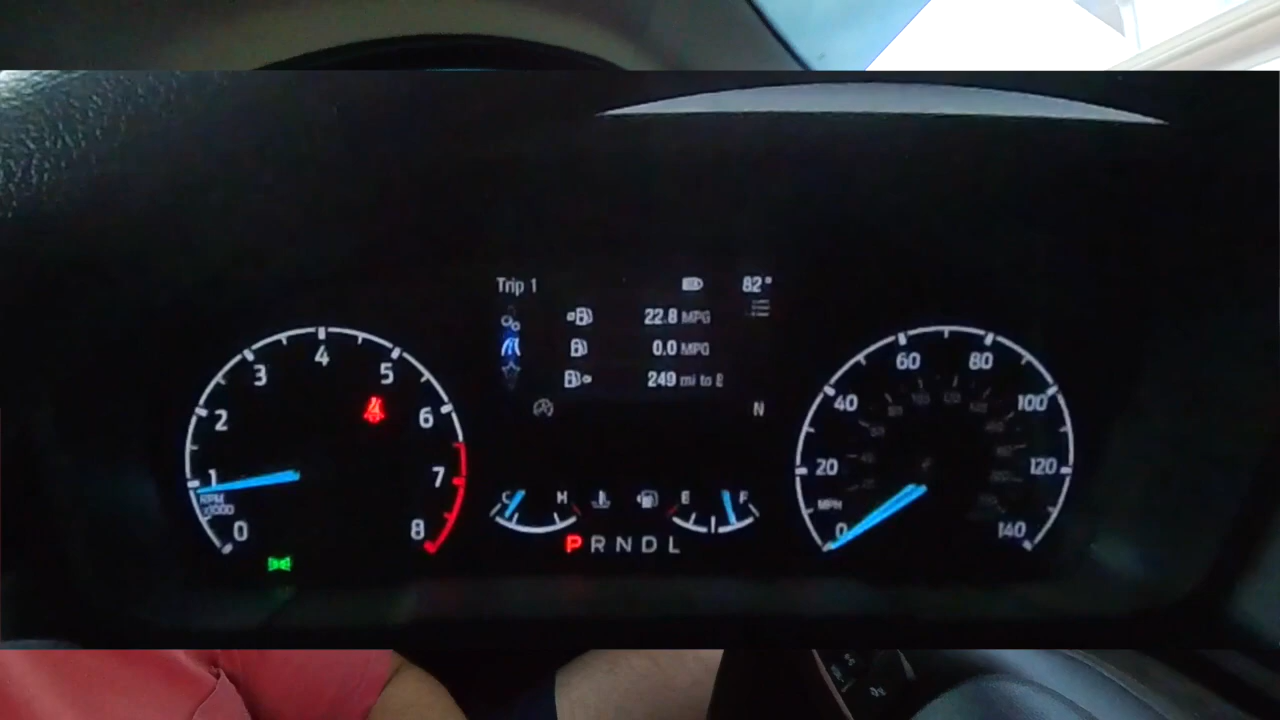 Trip 1 82°
22.8 MPG
0.0 MPG
249 mi to E
N
0 1 2 3 4 5 6 7 8
RPM
x1000
C H
E F
P R N D L
0 20 40 60 80 100 120 140
MPH